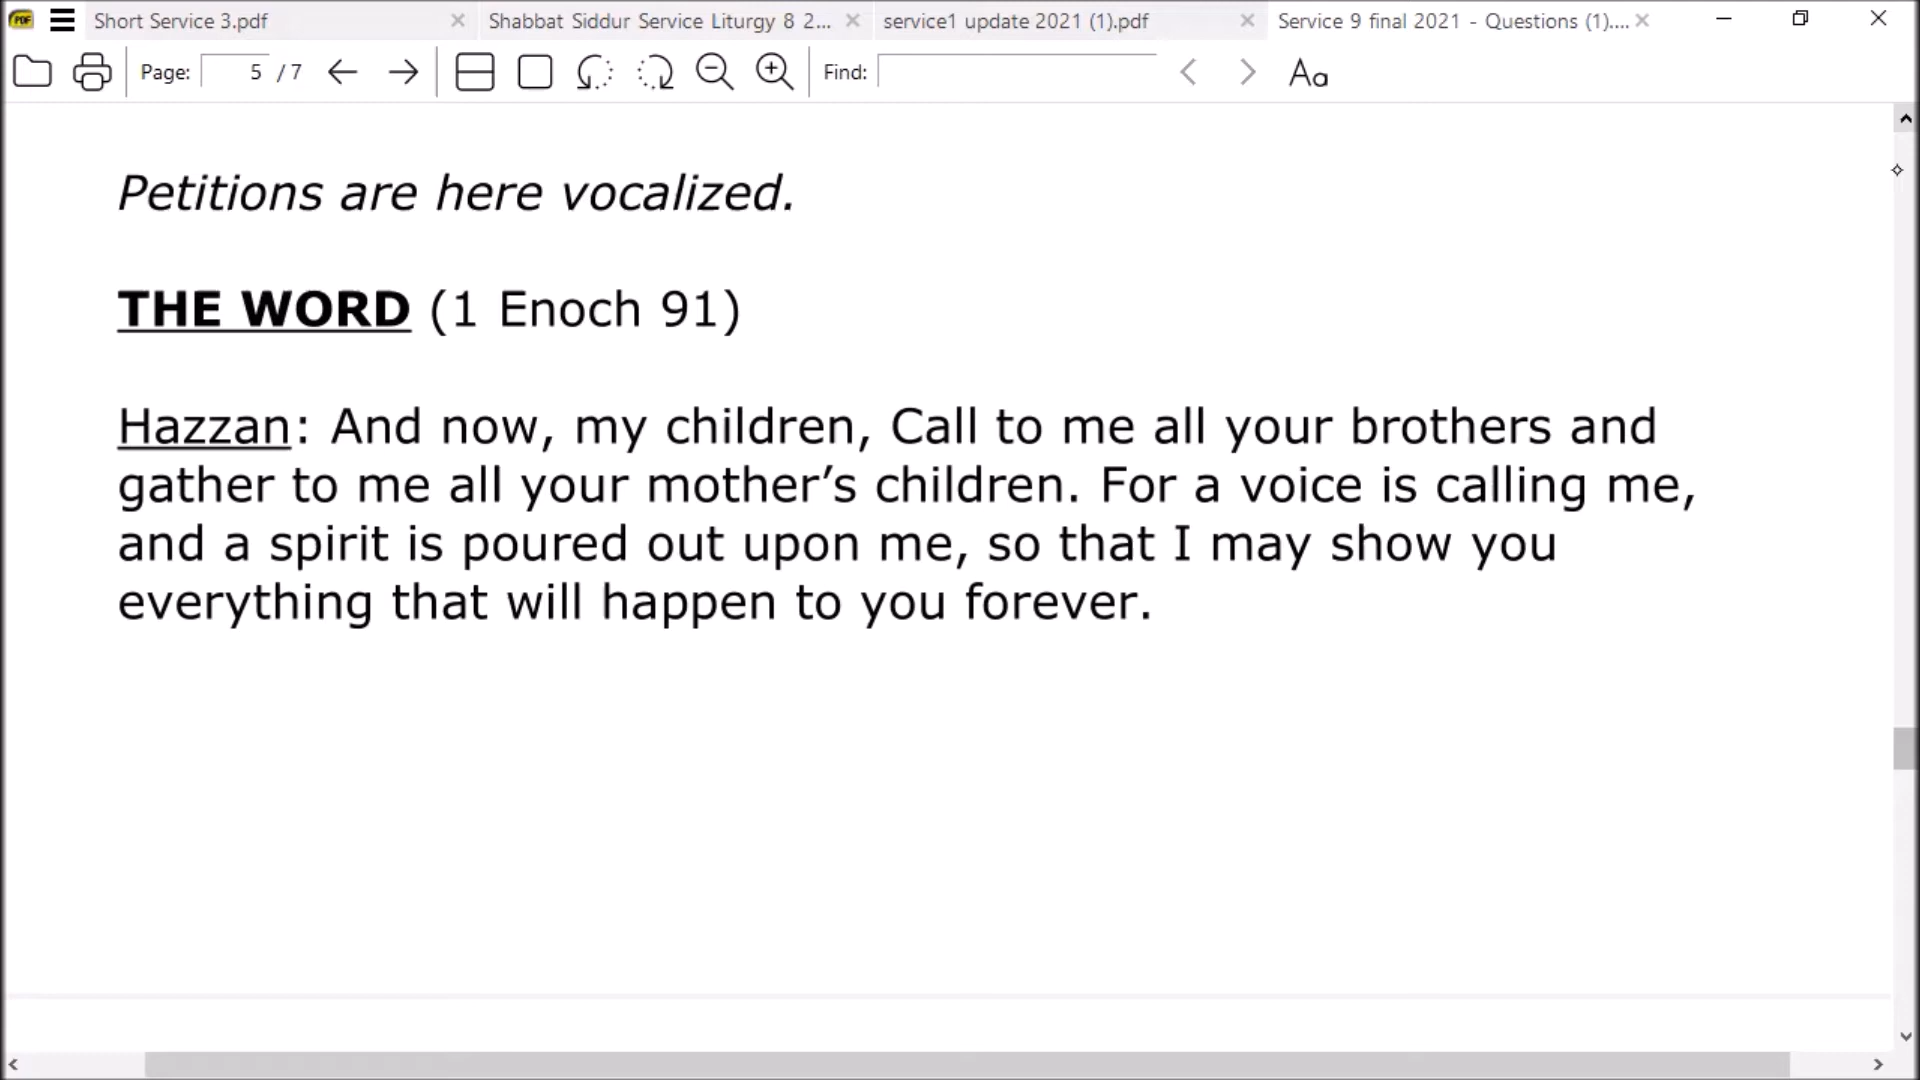 Short Service 3.pdf
Shabbat Siddur Service Liturgy 8 2...
service1 update 2021 (1).pdf
Service 9 final 2021 - Questions (1)....
Page: 5 / 7
Find:
Aa
Petitions are here vocalized.
THE WORD (1 Enoch 91)
Hazzan: And now, my children, Call to me all your brothers and
gather to me all your mother’s children. For a voice is calling me,
and a spirit is poured out upon me, so that I may show you
everything that will happen to you forever.